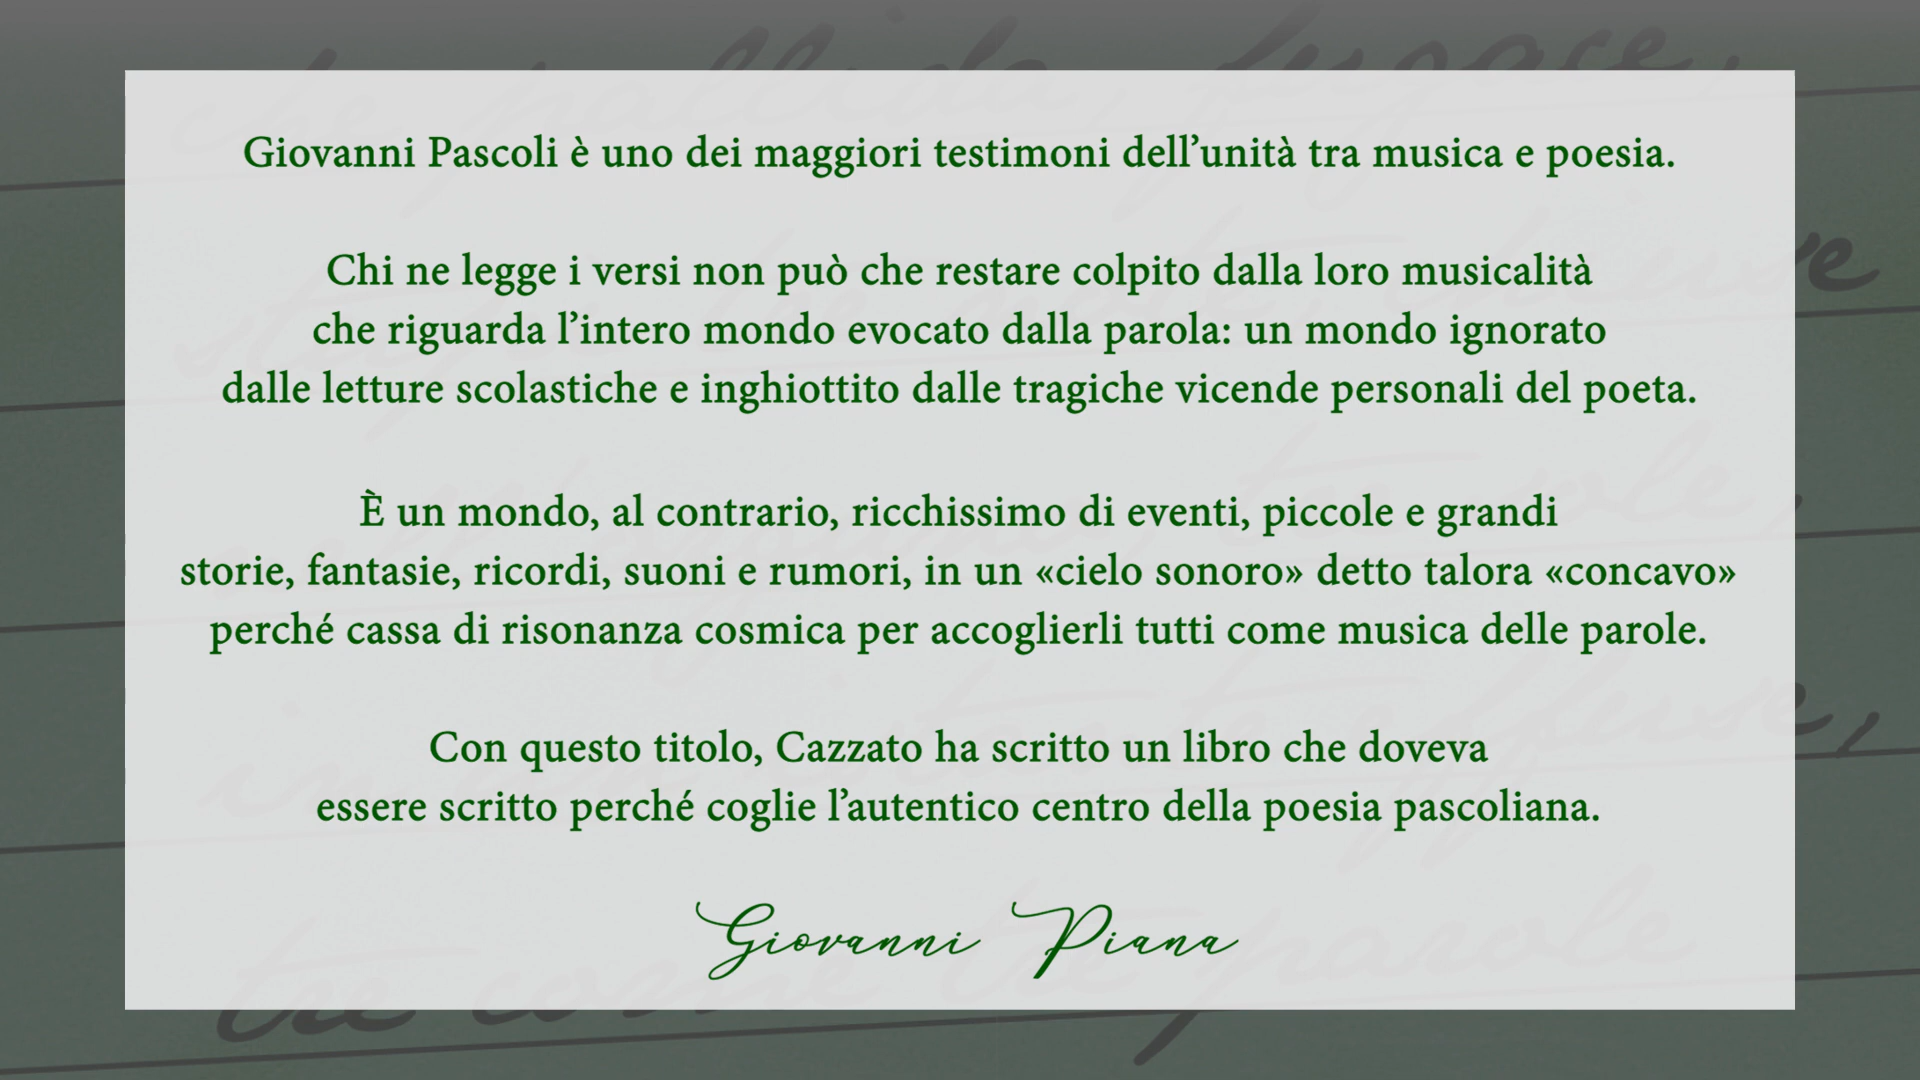 Giovanni Pascoli è uno dei maggiori testimoni dell’unità tra musica e poesia.
Chi ne legge i versi non può che restare colpito dalla loro musicalità
che riguarda l’intero mondo evocato dalla parola: un mondo ignorato
dalle letture scolastiche e inghiottito dalle tragiche vicende personali del poeta.
È un mondo, al contrario, ricchissimo di eventi, piccole e grandi
storie, fantasie, ricordi, suoni e rumori, in un «cielo sonoro» detto talora «concavo»
perché cassa di risonanza cosmica per accoglierli tutti come musica delle parole.
Con questo titolo, Cazzato ha scritto un libro che doveva
essere scritto perché coglie l’autentico centro della poesia pascoliana.
Giovanni Piana